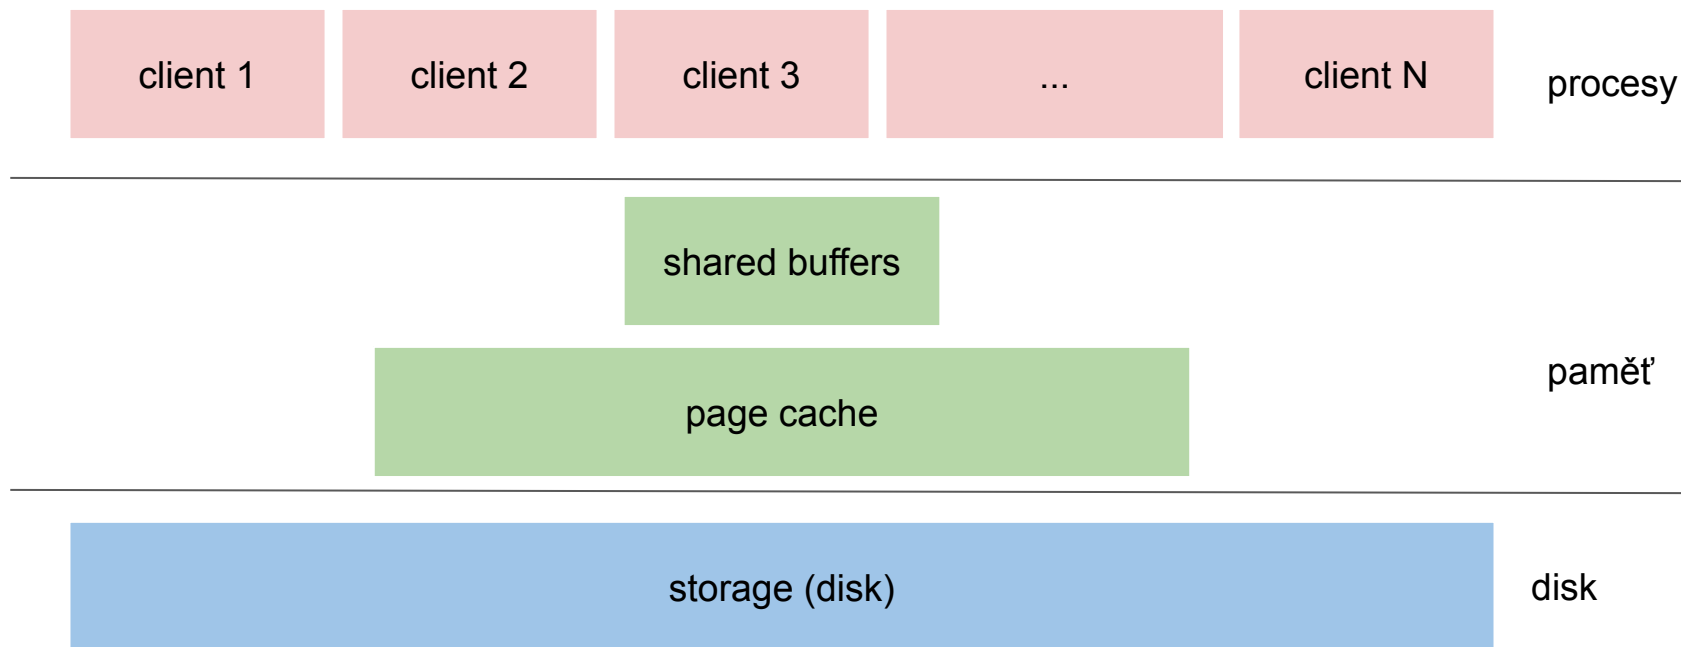 client 1
client 2
client 3
...
client N
procesy
shared buffers
page cache
paměť
storage (disk)
disk